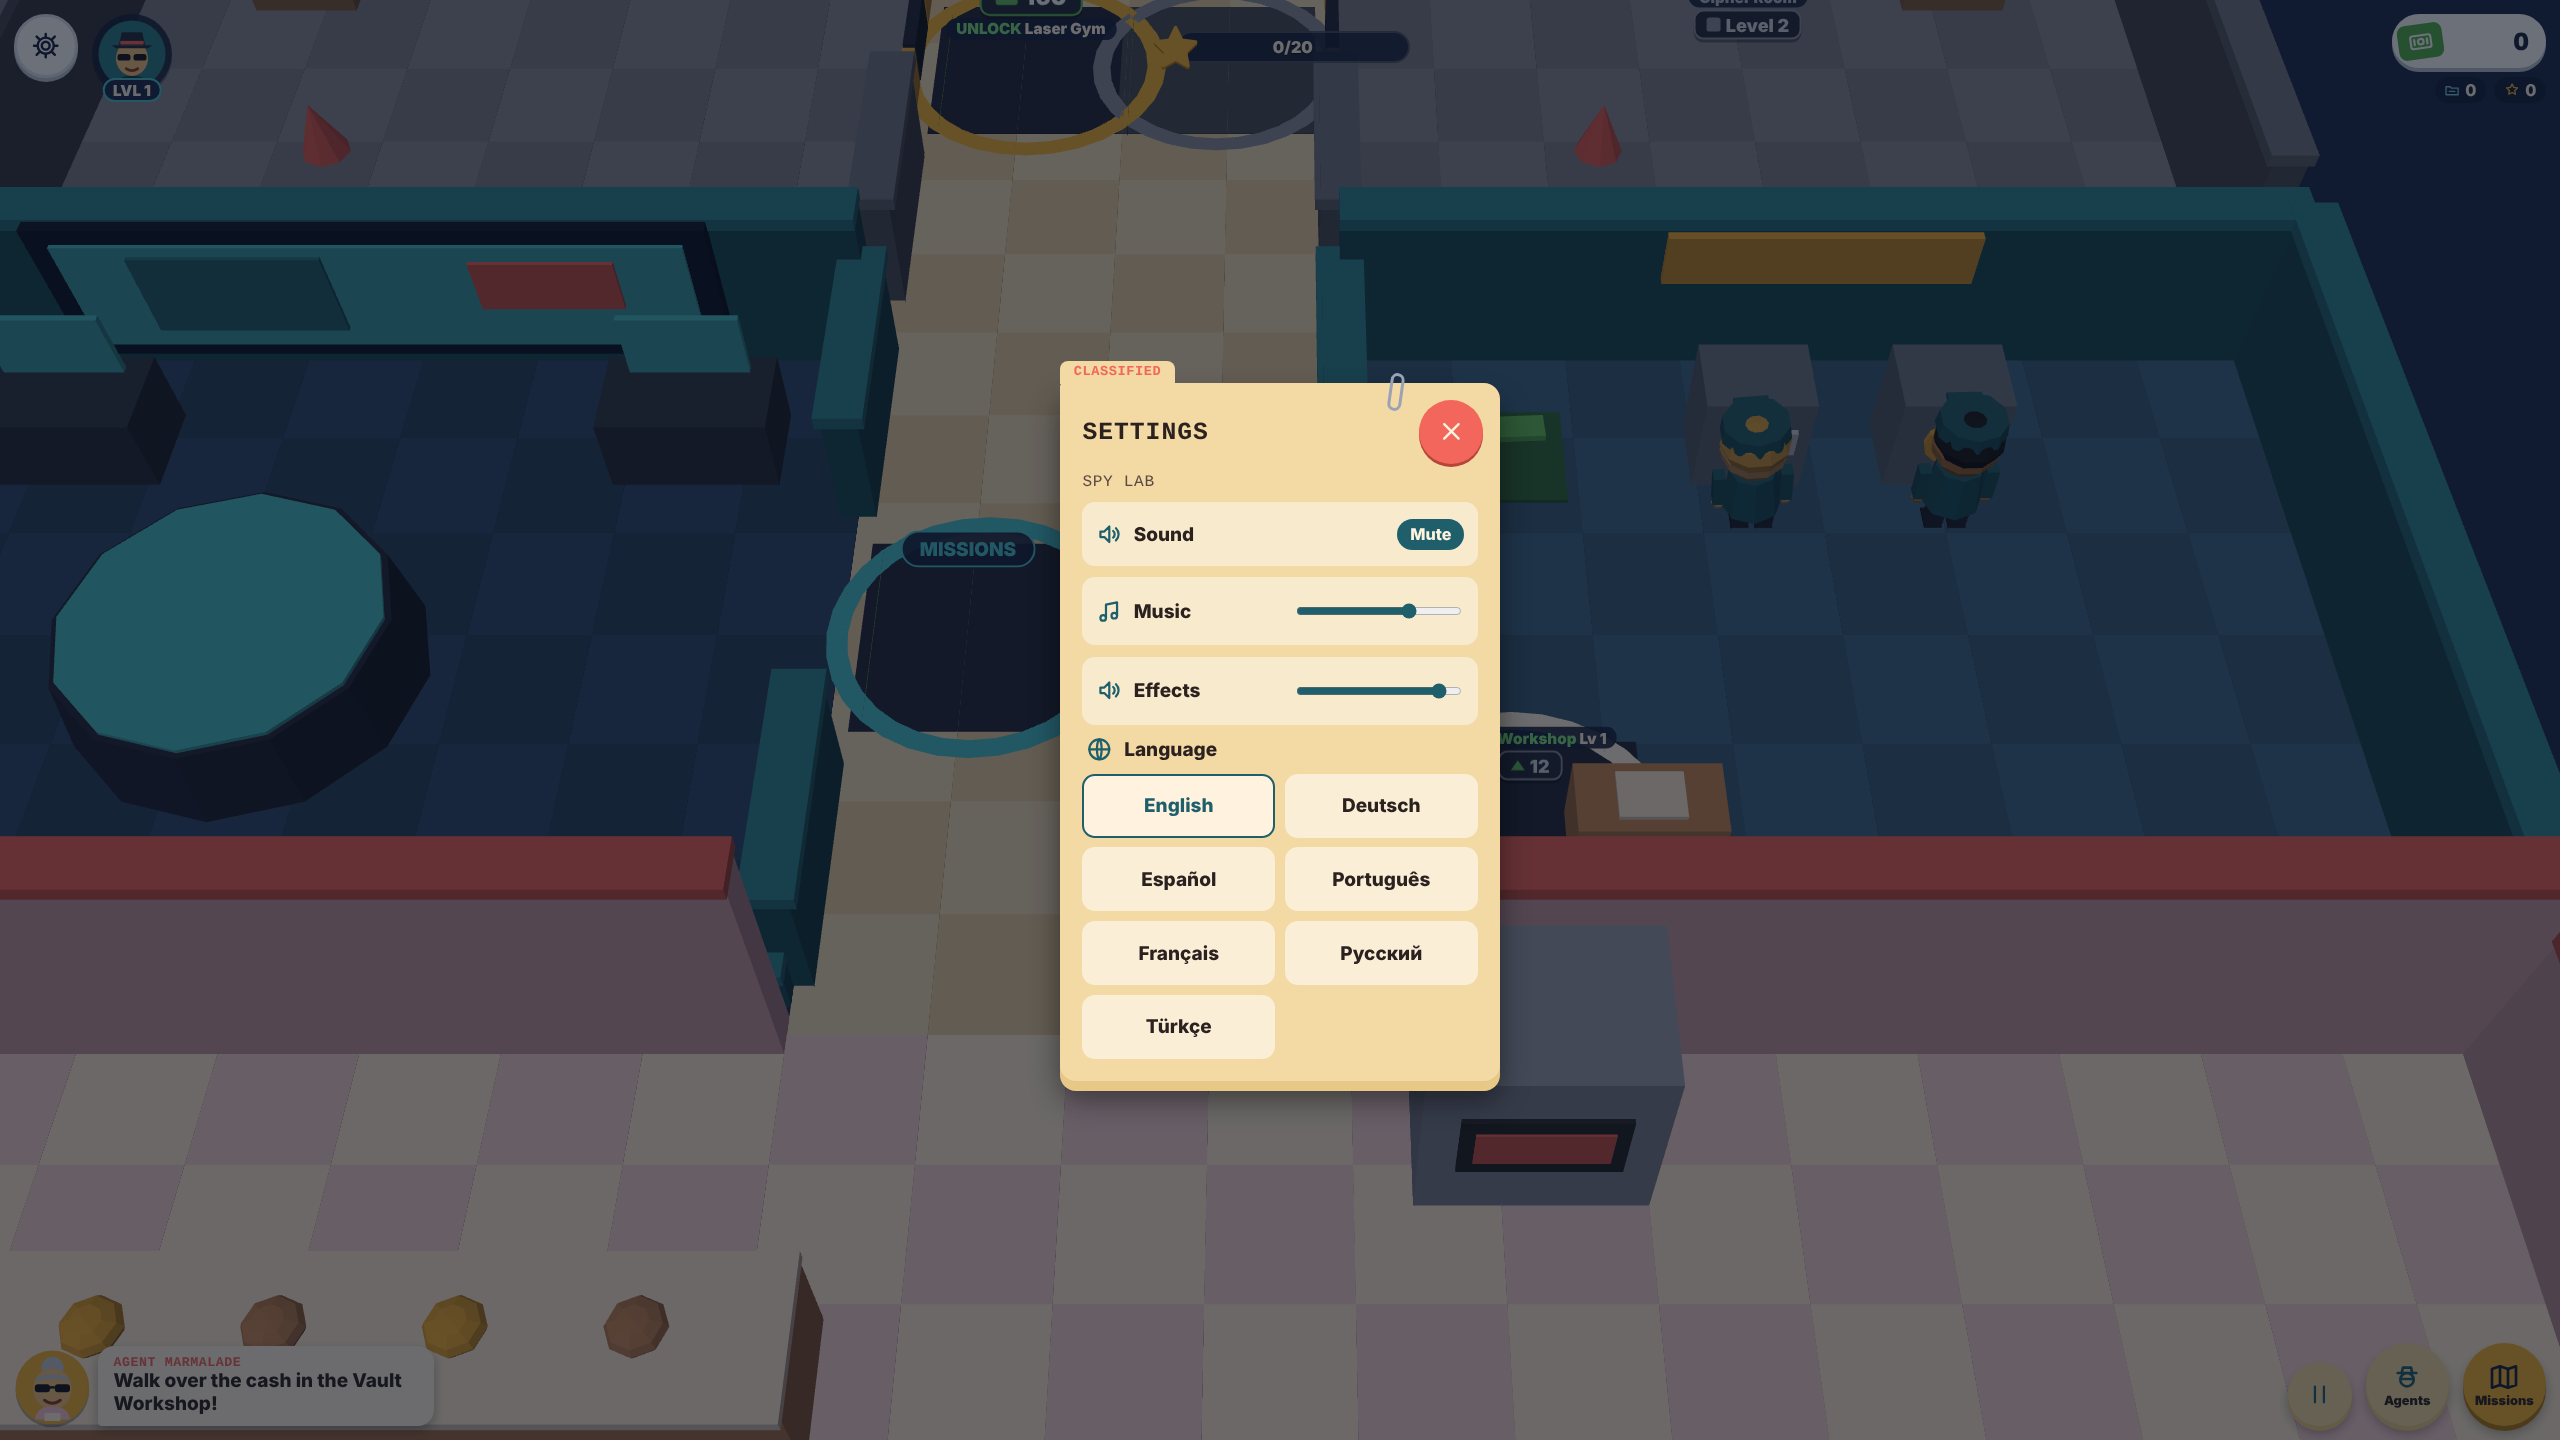 UNLOCK Laser Gym
0/20
Level 2
0
LVL 1
0
0
CLASSIFIED
SETTINGS
SPY LAB
Sound
Mute
MISSIONS
Music
Effects
Workshop Lv 1
12
Language
English
Deutsch
Español
Português
Français
Русский
Türkçe
AGENT MARMALADE
Walk over the cash in the Vault
Workshop!
Agents
Missions